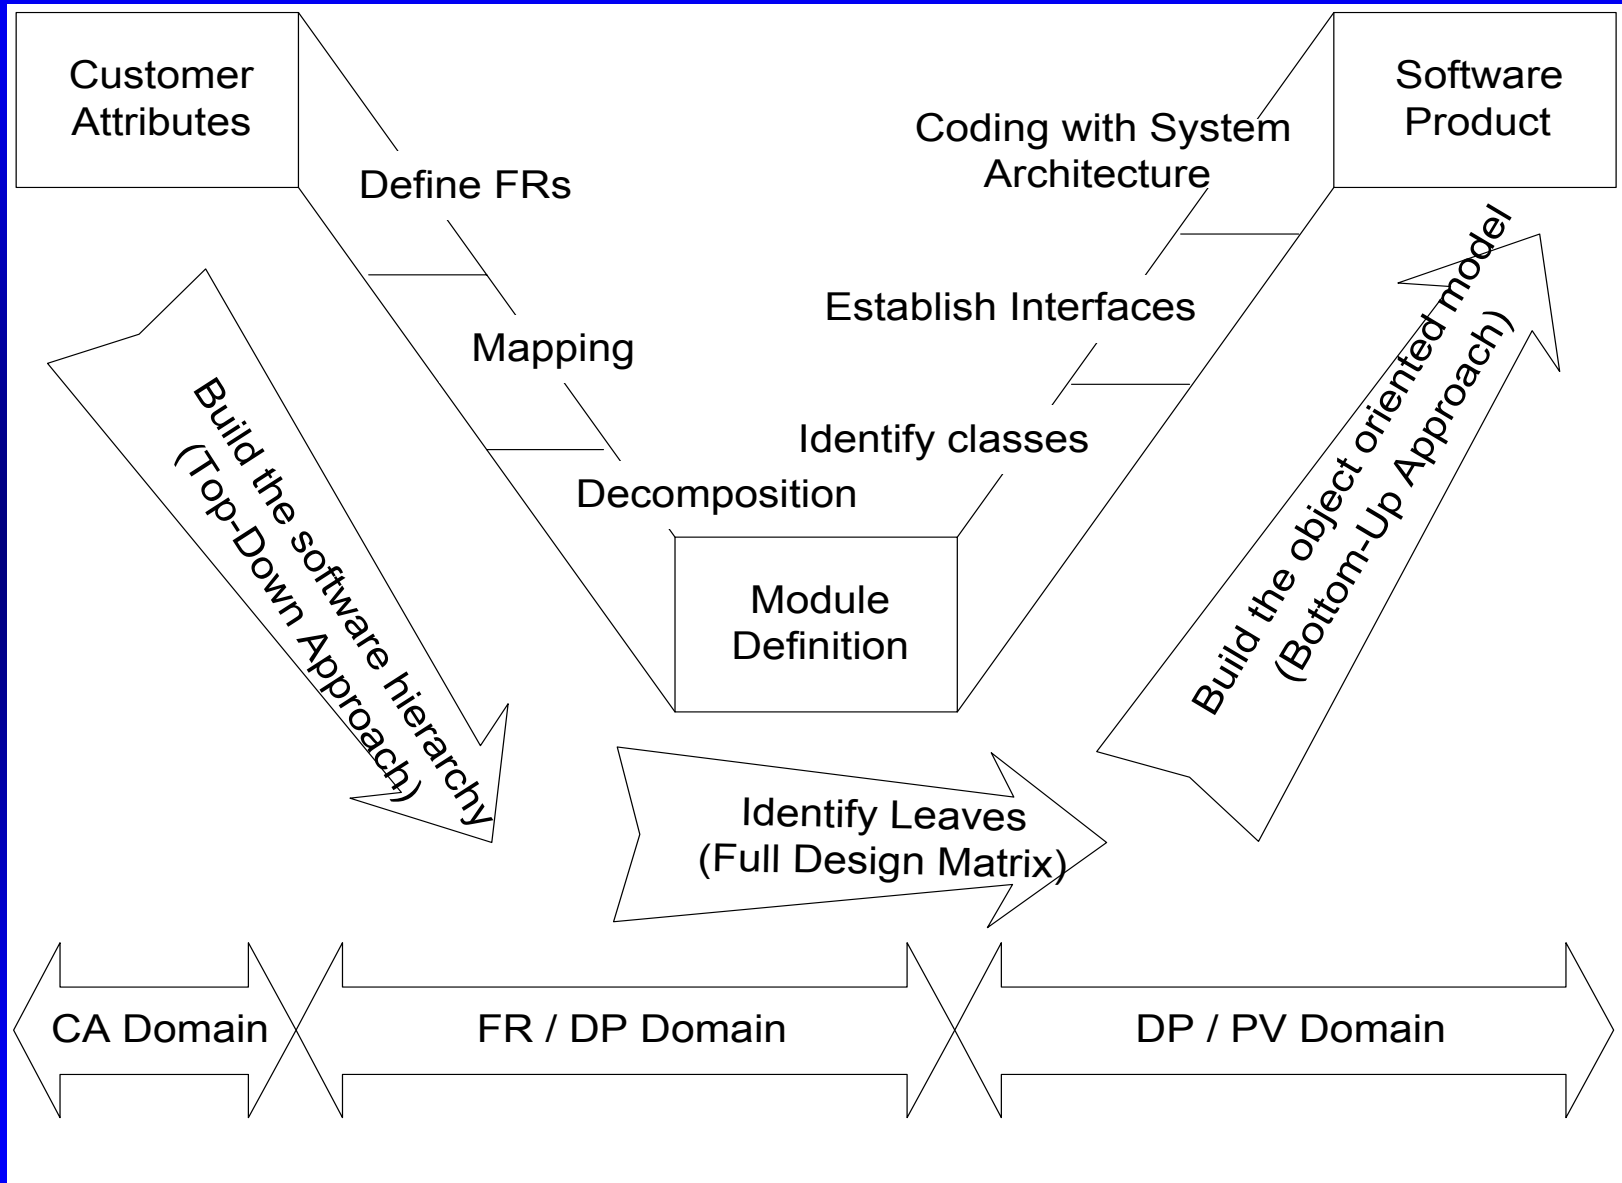 Customer
Attributes
Software
Product
Coding with System
Architecture
Define FRs
Establish Interfaces
Mapping
Identify classes
Decomposition
Module
Definition
Build the software hierarchy
(Top-Down Approach)
Build the object oriented model
(Bottom-Up Approach)
Identify Leaves
(Full Design Matrix)
CA Domain
FR / DP Domain
DP / PV Domain